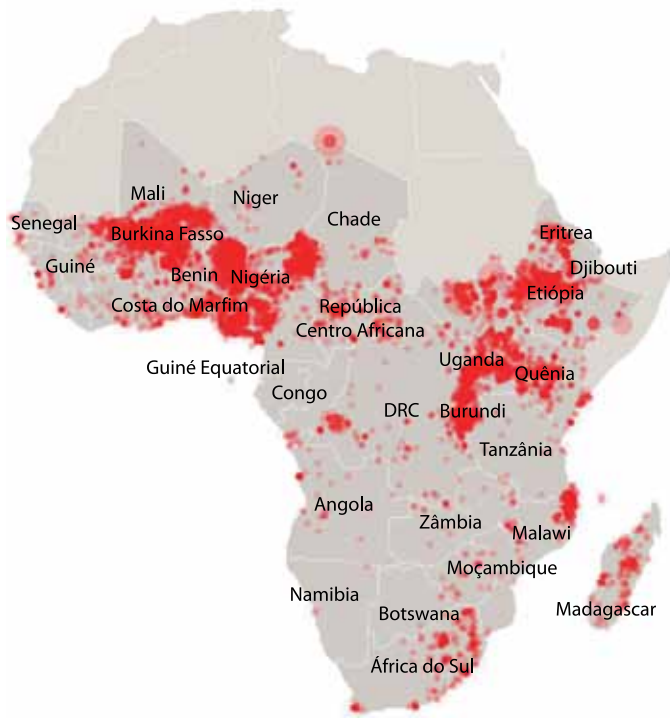 Mali
Niger
Senegal
Chade
Burkina Fasso
Eritrea
Guiné
Benin
Nigéria
Djibouti
Etiópia
Costa do Marfim
República
Centro Africana
Guiné Equatorial
Uganda
Quênia
Congo
DRC
Burundi
Tanzânia
Angola
Zâmbia
Malawi
Moçambique
Namibia
Botswana
Madagascar
África do Sul